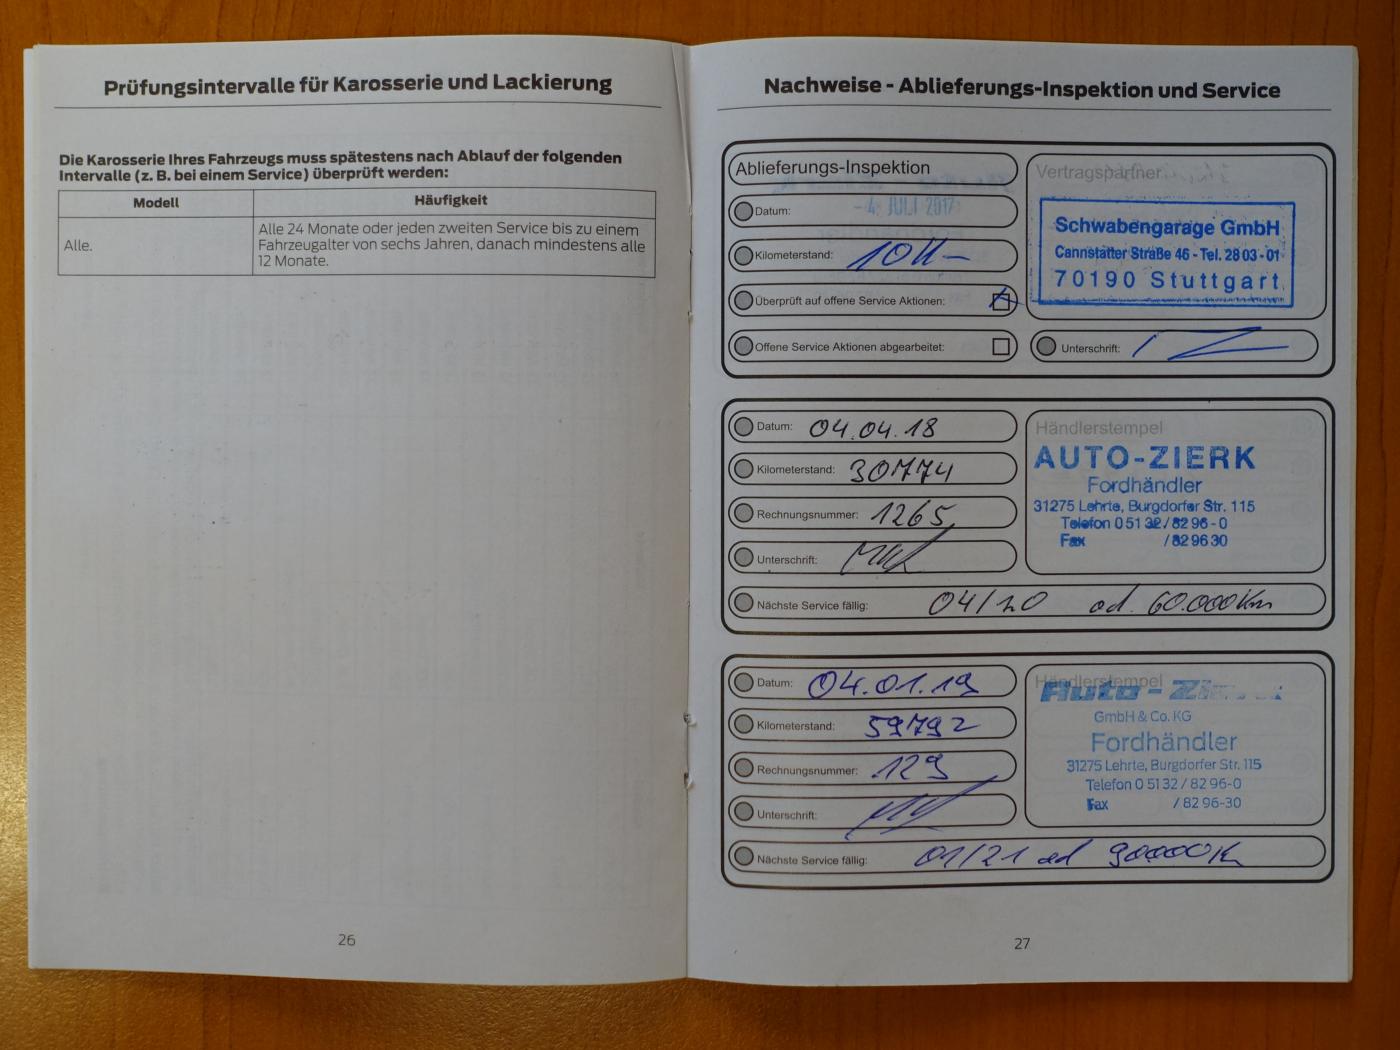 Prüfungsintervalle für Karosserie und Lackierung
Die Karosserie Ihres Fahrzeugs muss spätestens nach Ablauf der folgenden
Intervalle (z. B. bei einem Service) überprüft werden:
Modell
Häufigkeit
Alle.
Alle 24 Monate oder jeden zweiten Service bis zu einem
Fahrzeugalter von sechs Jahren, danach mindestens alle
12 Monate.
26
Nachweise - Ablieferungs-Inspektion und Service
Ablieferungs-Inspektion
Datum: - 4. JULI 2017
Kilometerstand:
Überprüft auf offene Service Aktionen:
Offene Service Aktionen abgearbeitet:
Vertragspartner
Schwabengarage GmbH
Cannstatter Straße 46 - Tel. 28 03 - 01
70190 Stuttgart
Unterschrift:
Datum: 04.04.18
Kilometerstand: 30774
Rechnungsnummer: 1265
Unterschrift:
Nächste Service fällig: 04/20 od. 60.000 Km
Händlerstempel
AUTO-ZIERK
Fordhändler
31275 Lehrte, Burgdorfer Str. 115
Telefon 0 51 32 / 82 96 - 0
Fax / 82 96 30
Datum: 04.01.19
Kilometerstand: 59792
Rechnungsnummer: 129
Unterschrift:
Nächste Service fällig: 01/21 od 90000 Km
Händlerstempel
Auto -
GmbH & Co. KG
Fordhändler
31275 Lehrte, Burgdorfer Str. 115
Telefon 0 51 32 / 82 96-0
Fax / 82 96-30
27